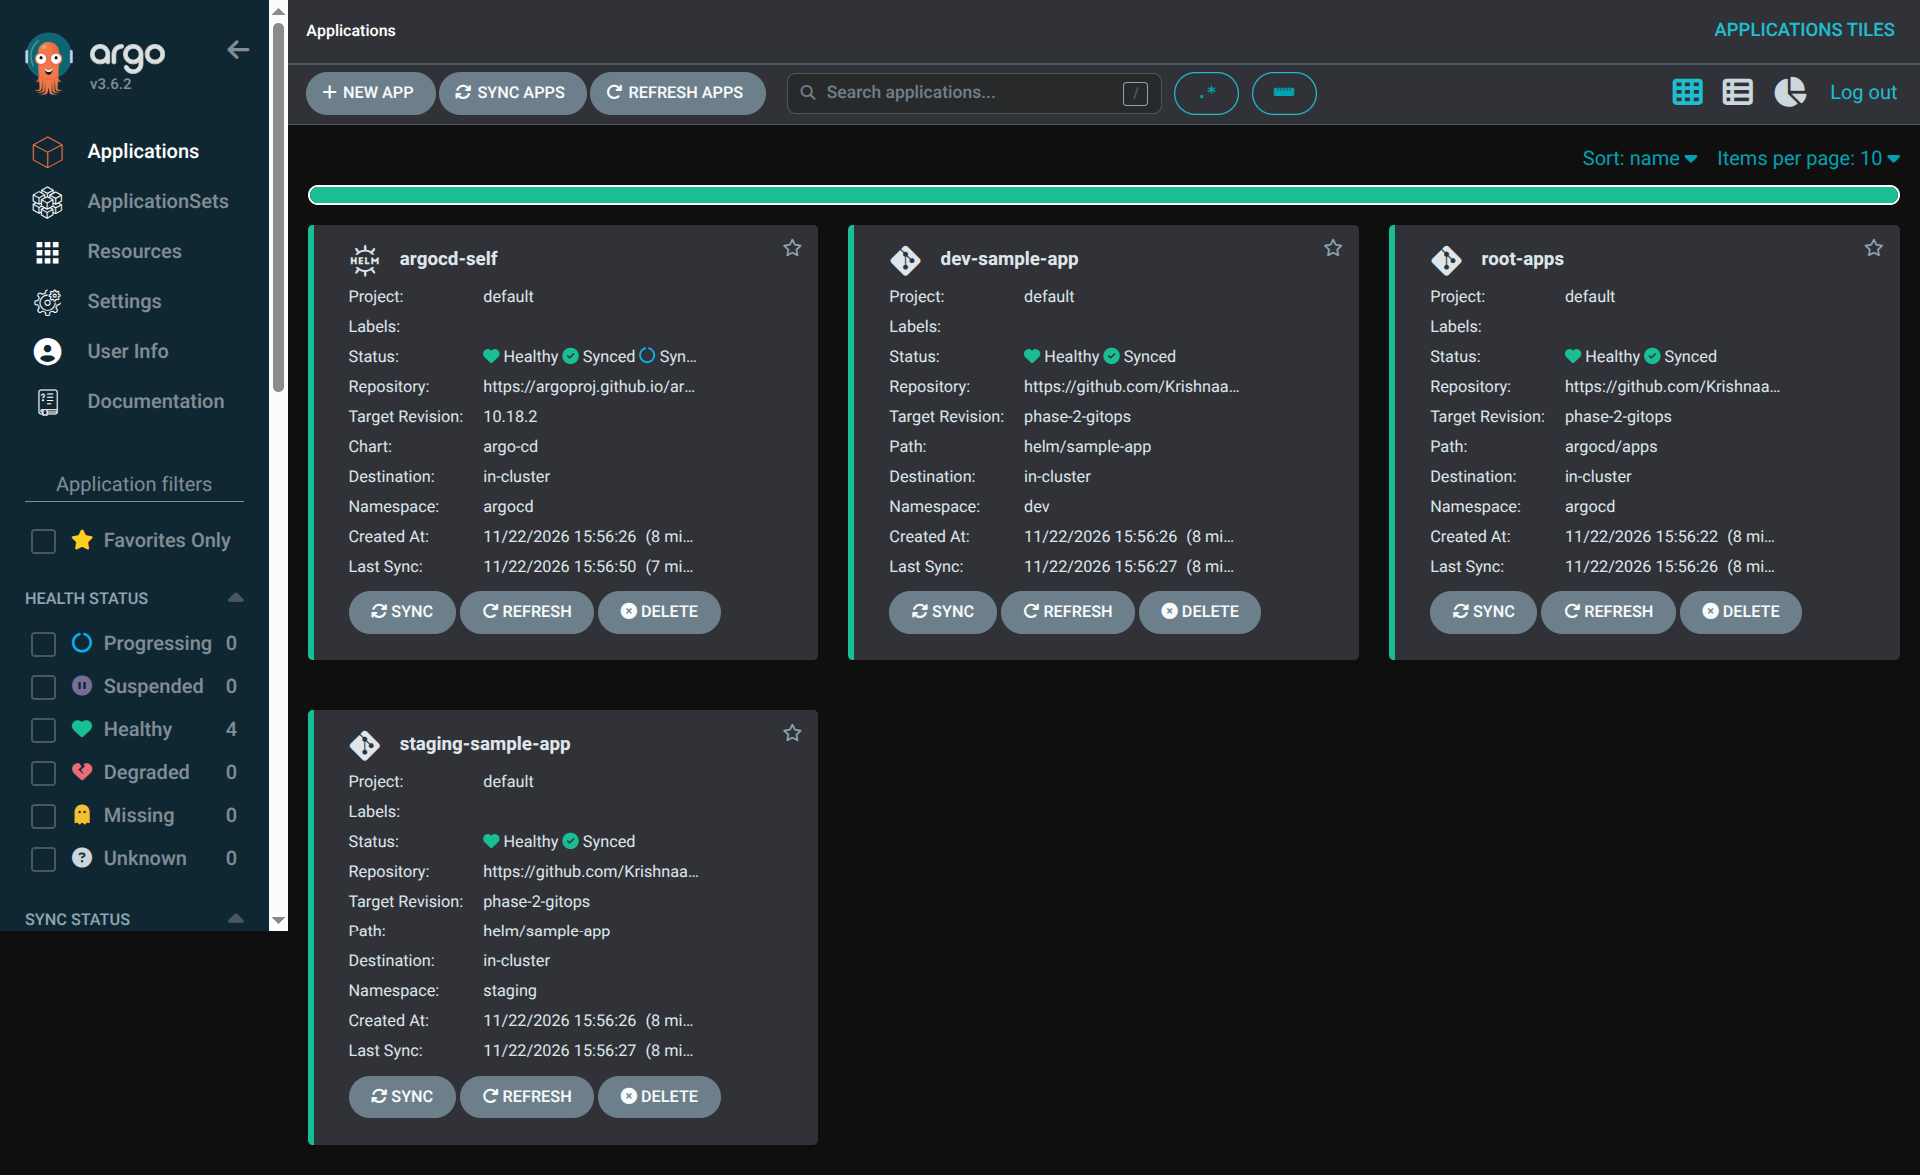 argo
v3.6.2
Applications
ApplicationSets
Resources
Settings
User Info
Documentation
Application filters
Favorites Only
HEALTH STATUS
Progressing 0
Suspended 0
Healthy 4
Degraded 0
Missing 0
Unknown 0
SYNC STATUS
Applications
APPLICATIONS TILES
+ NEW APP
SYNC APPS
REFRESH APPS
Search applications...
/
.*
Log out
Sort: name
Items per page: 10
HELM
argocd-self
Project: default
Labels:
Status: Healthy Synced Syn...
Repository: https://argoproj.github.io/ar...
Target Revision: 10.18.2
Chart: argo-cd
Destination: in-cluster
Namespace: argocd
Created At: 11/22/2026 15:56:26 (8 mi...
Last Sync: 11/22/2026 15:56:50 (7 mi...
SYNC REFRESH DELETE
dev-sample-app
Project: default
Labels:
Status: Healthy Synced
Repository: https://github.com/Krishnaa...
Target Revision: phase-2-gitops
Path: helm/sample-app
Destination: in-cluster
Namespace: dev
Created At: 11/22/2026 15:56:26 (8 mi...
Last Sync: 11/22/2026 15:56:27 (8 mi...
SYNC REFRESH DELETE
root-apps
Project: default
Labels:
Status: Healthy Synced
Repository: https://github.com/Krishnaa...
Target Revision: phase-2-gitops
Path: argocd/apps
Destination: in-cluster
Namespace: argocd
Created At: 11/22/2026 15:56:22 (8 mi...
Last Sync: 11/22/2026 15:56:26 (8 mi...
SYNC REFRESH DELETE
staging-sample-app
Project: default
Labels:
Status: Healthy Synced
Repository: https://github.com/Krishnaa...
Target Revision: phase-2-gitops
Path: helm/sample-app
Destination: in-cluster
Namespace: staging
Created At: 11/22/2026 15:56:26 (8 mi...
Last Sync: 11/22/2026 15:56:27 (8 mi...
SYNC REFRESH DELETE